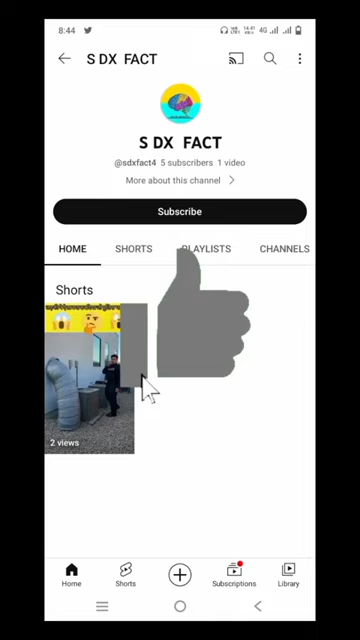 8:44
4G
S DX FACT
S DX FACT
@sdxfact4 5 subscribers 1 video
More about this channel
Subscribe
HOME SHORTS PLAYLISTS CHANNELS
Shorts
2 views
Home Shorts Subscriptions Library